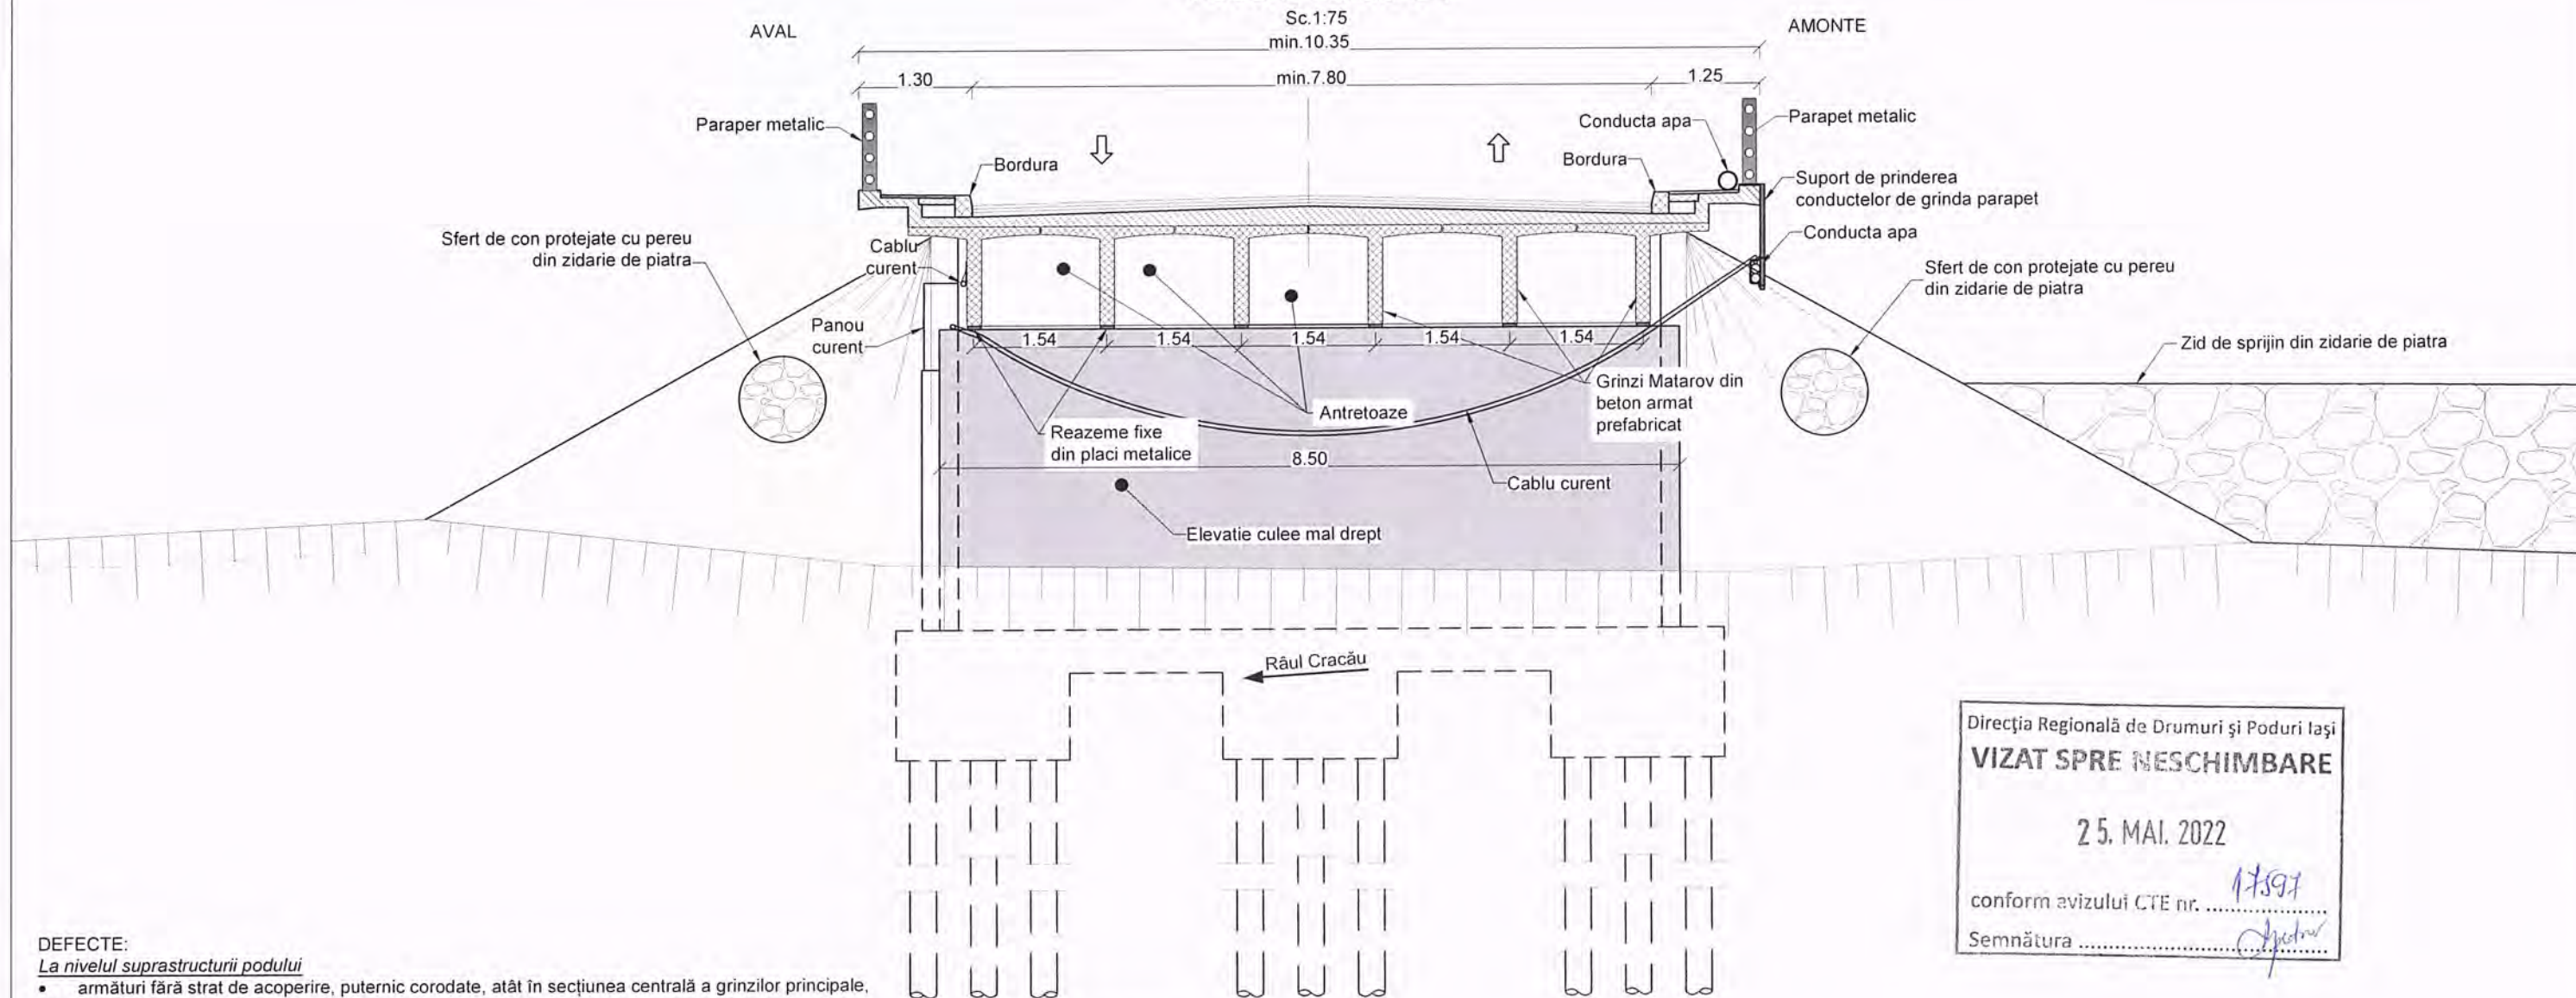 Sc.1:75
AVAL
AMONTE
min.10.35
1.30
min.7.80
1.25
Paraper metalic
Conducta apa
Parapet metalic
Bordura
Bordura
Suport de prinderea
conductelor de grinda parapet
Sfert de con protejate cu pereu
din zidarie de piatra
Cablu
curent
Conducta apa
Sfert de con protejate cu pereu
din zidarie de piatra
Panou
curent
1.54
1.54
1.54
1.54
1.54
Zid de sprijin din zidarie de piatra
Grinzi Matarov din
beton armat
prefabricat
Antretoaze
Reazeme fixe
din placi metalice
8.50
Cablu curent
Elevatie culee mal drept
Râul Cracău
Direcția Regională de Drumuri și Poduri Iași
VIZAT SPRE NESCHIMBARE
25. MAI. 2022
conform avizului CTE nr. 17597
Semnătura
DEFECTE:
La nivelul suprastructurii podului
• armături fără strat de acoperire, puternic corodate, atât în secțiunea centrală a grinzilor principale,